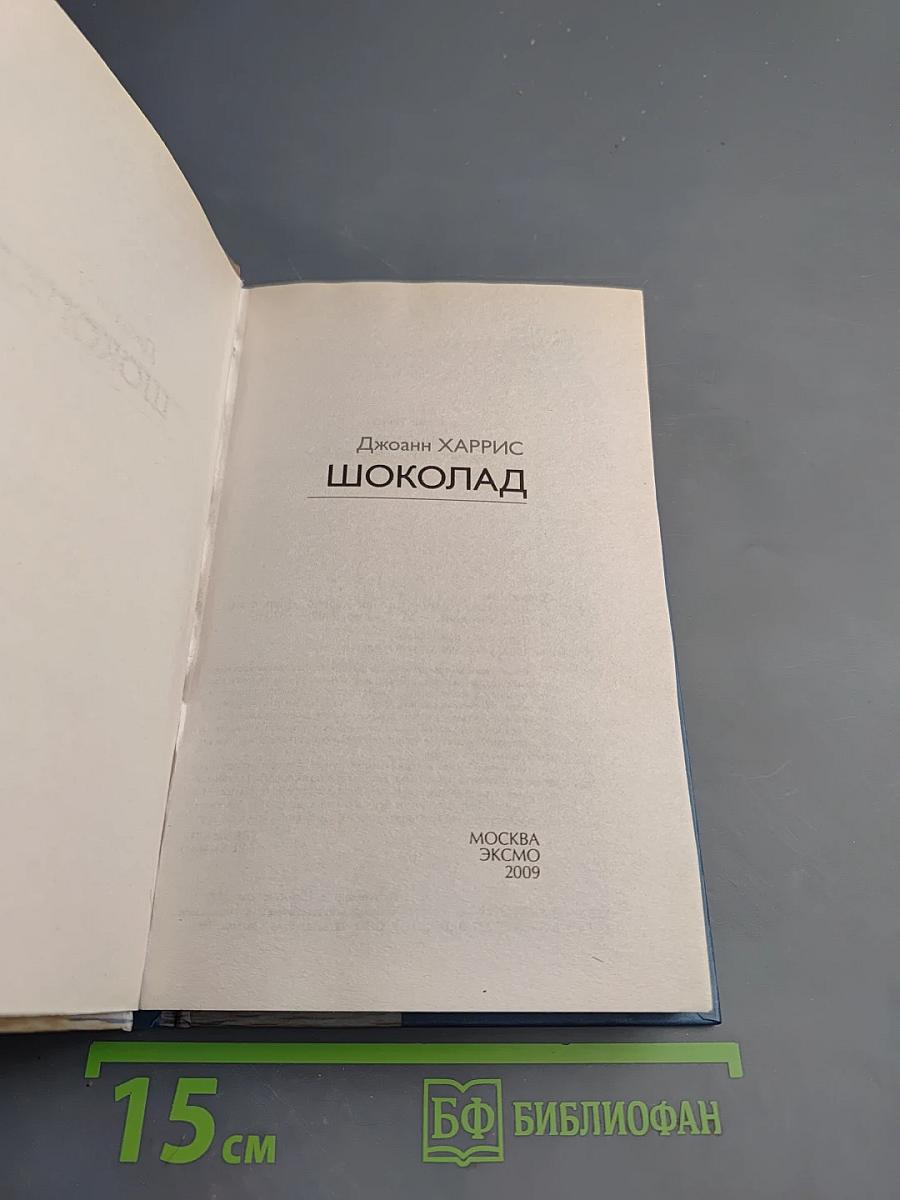 Джоанн ХАРРИС
ШОКОЛАД
МОСКВА
ЭКСМО
2009
15 см
БФ БИБЛИОФАН